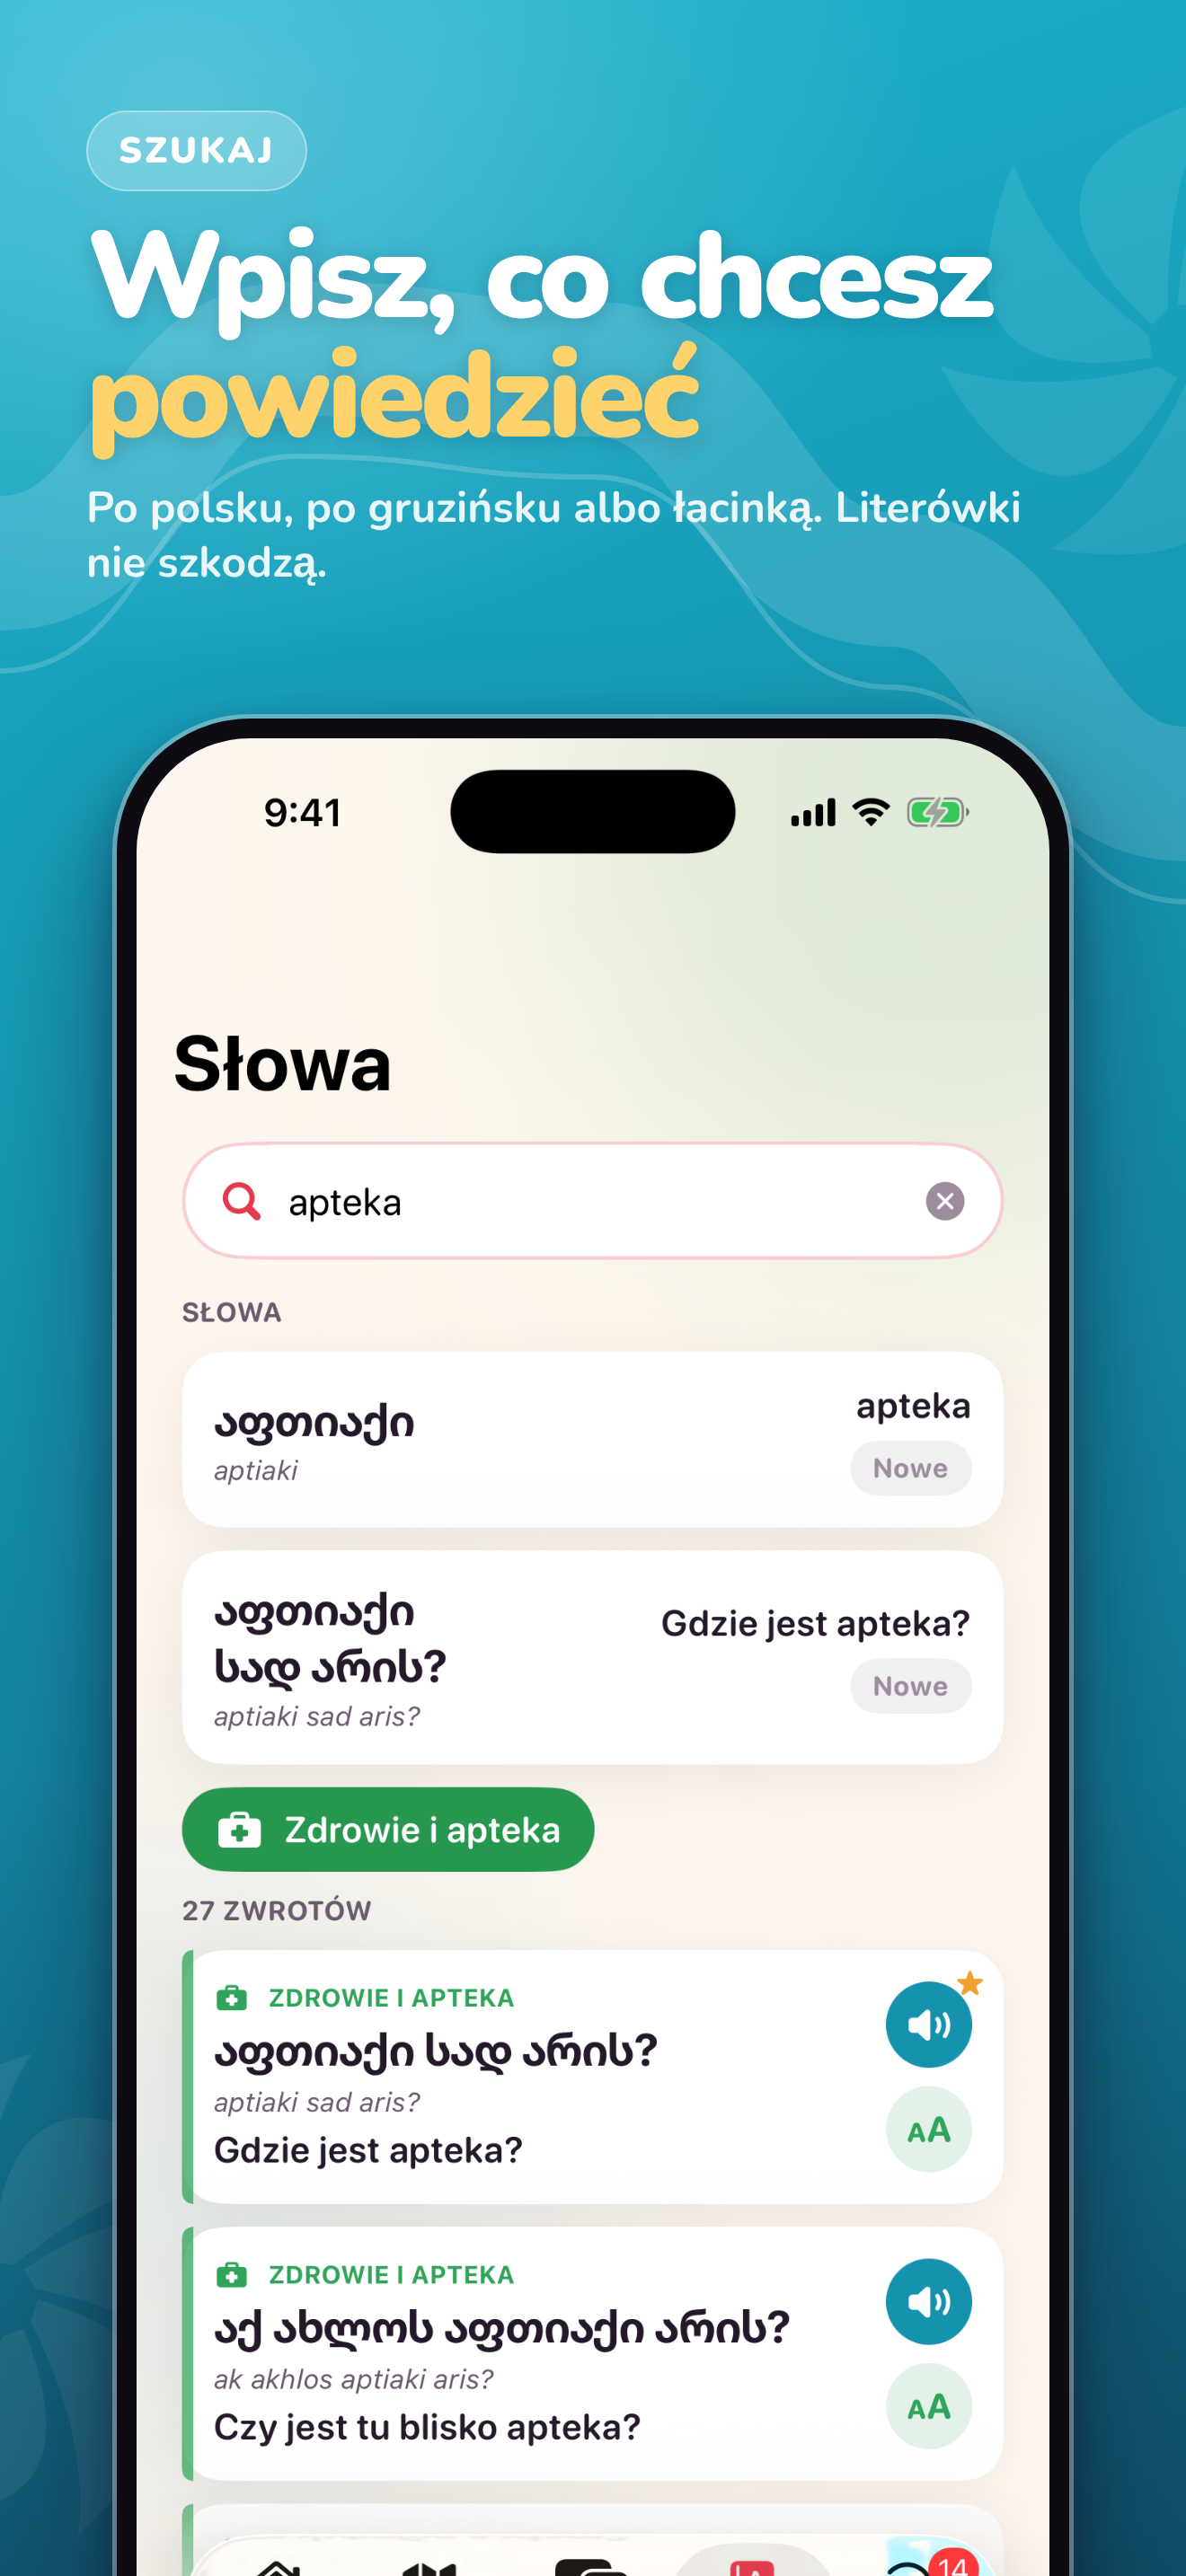 SZUKAJ
Wpisz, co chcesz
powiedzieć
Po polsku, po gruzińsku albo łacinką. Literówki
nie szkodzą.
9:41
Słowa
apteka
SŁOWA
აფთიაქი
aptiaki
apteka
Nowe
აფთიაქი
სად არის?
aptiaki sad aris?
Gdzie jest apteka?
Nowe
Zdrowie i apteka
27 ZWROTÓW
ZDROWIE I APTEKA
აფთიაქი სად არის?
aptiaki sad aris?
Gdzie jest apteka?
AA
ZDROWIE I APTEKA
აქ ახლოს აფთიაქი არის?
ak akhlos aptiaki aris?
Czy jest tu blisko apteka?
AA
14